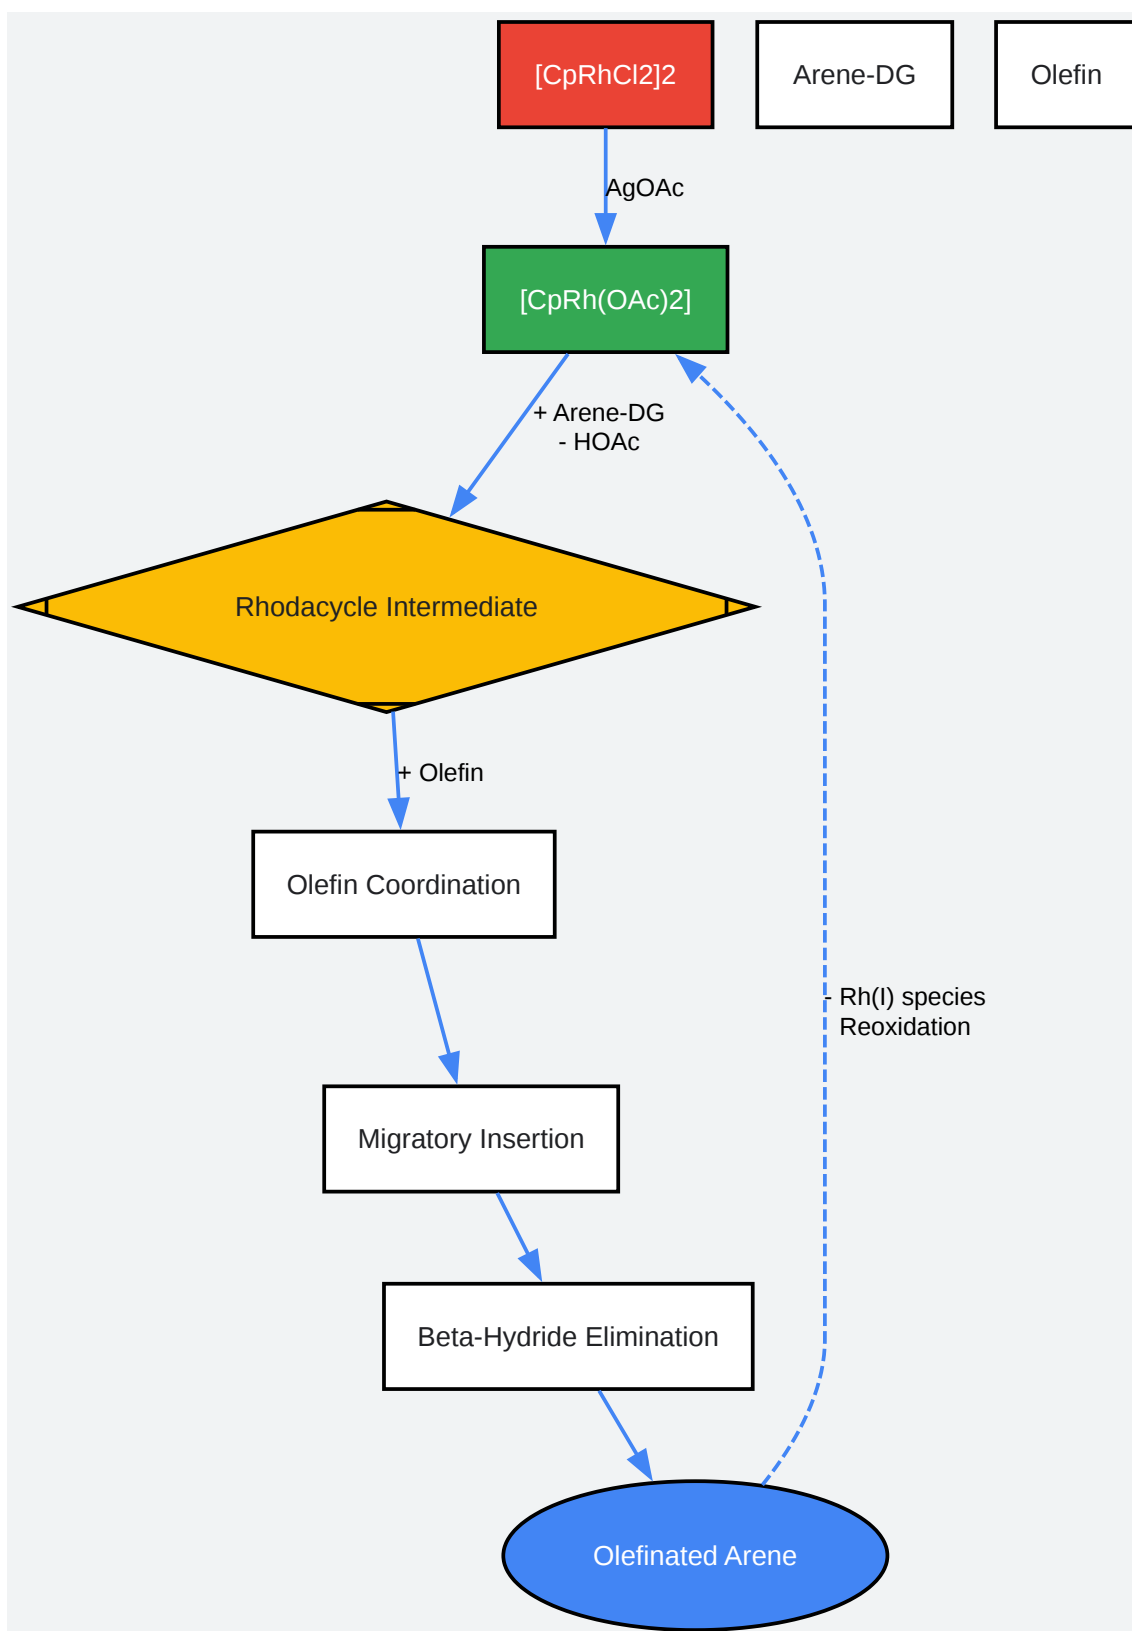 [CpRhCl2]2
Arene-DG
Olefin
AgOAc
[CpRh(OAc)2]
+ Arene-DG
- HOAc
Rhodacycle Intermediate
+ Olefin
Olefin Coordination
- Rh(I) species
Reoxidation
Migratory Insertion
Beta-Hydride Elimination
Olefinated Arene